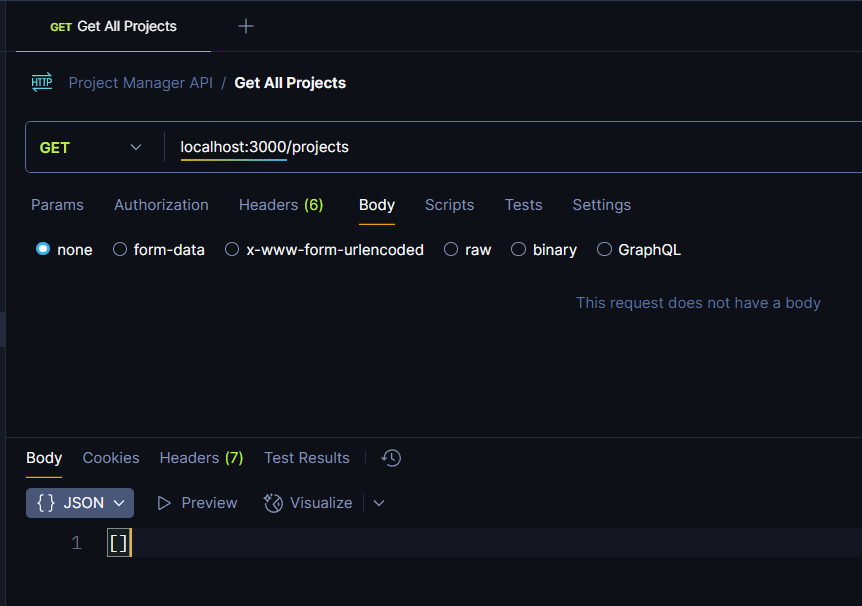 GET Get All Projects
HTTP Project Manager API / Get All Projects
GET localhost:3000/projects
Params Authorization Headers (6) Body Scripts Tests Settings
none form-data x-www-form-urlencoded raw binary GraphQL
This request does not have a body
Body Cookies Headers (7) Test Results
{} JSON Preview Visualize
1 []